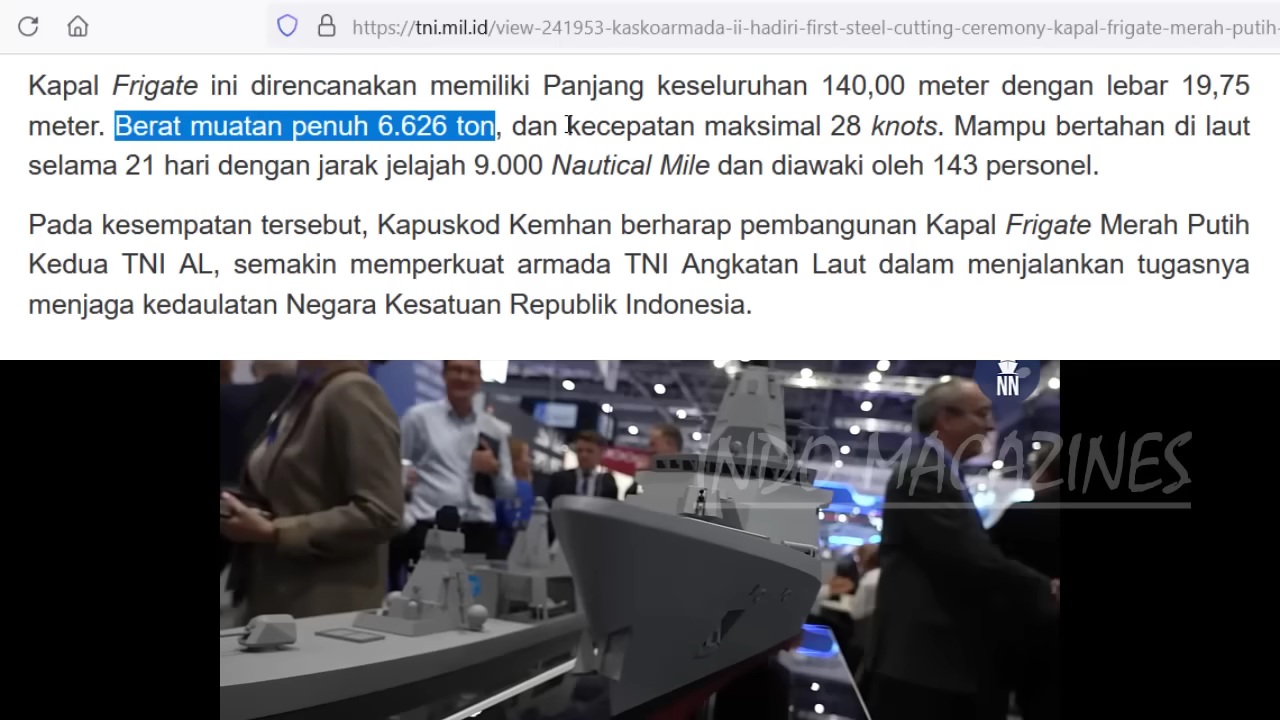 https://tni.mil.id/view-241953-kaskoarmada-ii-hadiri-first-steel-cutting-ceremony-kapal-frigate-merah-putih-
Kapal Frigate ini direncanakan memiliki Panjang keseluruhan 140,00 meter dengan lebar 19,75
meter. Berat muatan penuh 6.626 ton, dan kecepatan maksimal 28 knots. Mampu bertahan di laut
selama 21 hari dengan jarak jelajah 9.000 Nautical Mile dan diawaki oleh 143 personel.
Pada kesempatan tersebut, Kapuskod Kemhan berharap pembangunan Kapal Frigate Merah Putih
Kedua TNI AL, semakin memperkuat armada TNI Angkatan Laut dalam menjalankan tugasnya
menjaga kedaulatan Negara Kesatuan Republik Indonesia.
NN
INDO MAGAZINES